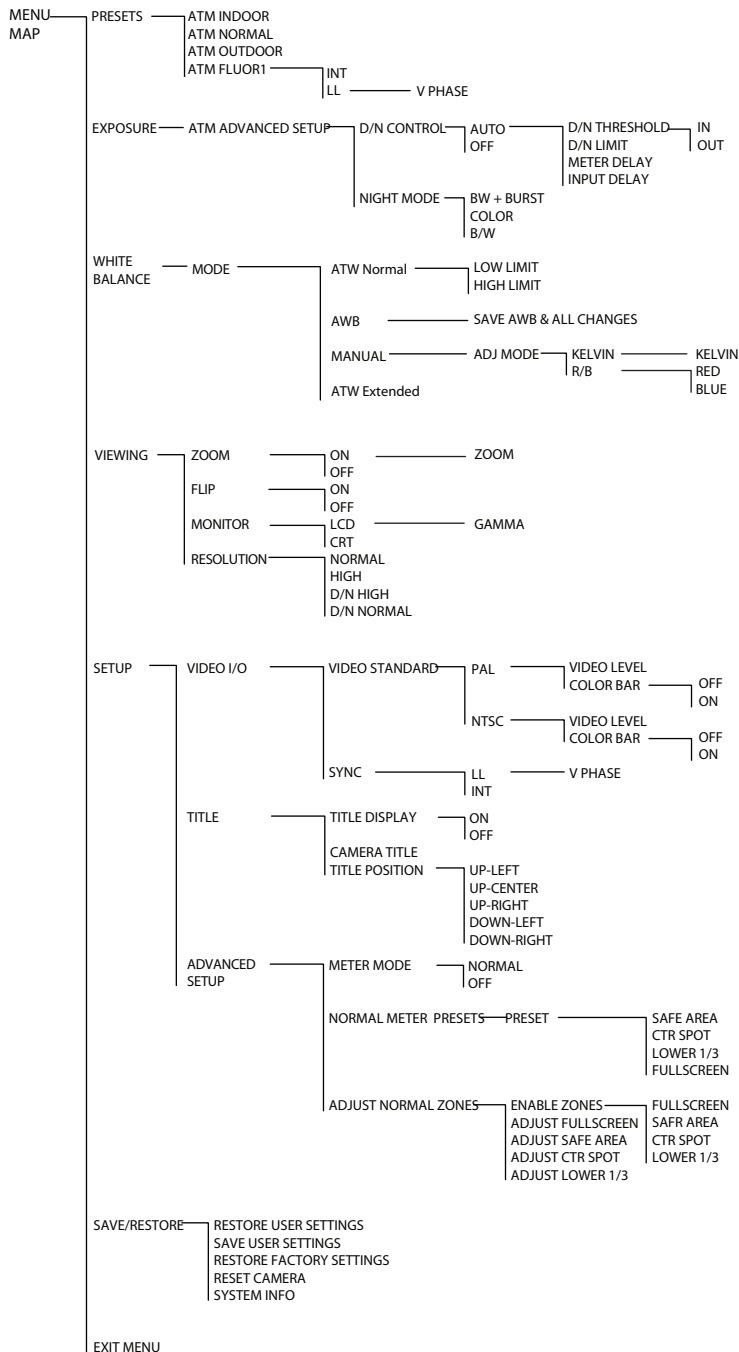 MENU MAP
PRESETS
ATM INDOOR
ATM NORMAL
ATM OUTDOOR
ATM FLUOR1
INT
LL
V PHASE
EXPOSURE
ATM ADVANCED SETUP
D/N CONTROL
AUTO
OFF
D/N THRESHOLD
IN
OUT
D/N LIMIT
METER DELAY
INPUT DELAY
NIGHT MODE
BW + BURST
COLOR
B/W
WHITE
BALANCE
MODE
ATW Normal
LOW LIMIT
HIGH LIMIT
AWB
SAVE AWB & ALL CHANGES
MANUAL
ADJ MODE
KELVIN
KELVIN
R/B
RED
BLUE
ATW Extended
VIEWING
ZOOM
ON
OFF
ZOOM
FLIP
ON
OFF
MONITOR
LCD
CRT
GAMMA
RESOLUTION
NORMAL
HIGH
D/N HIGH
D/N NORMAL
SETUP
VIDEO I/O
VIDEO STANDARD
PAL
VIDEO LEVEL
COLOR BAR
OFF
ON
NTSC
VIDEO LEVEL
COLOR BAR
OFF
ON
SYNC
LL
INT
V PHASE
TITLE
TITLE DISPLAY
ON
OFF
CAMERA TITLE
TITLE POSITION
UP-LEFT
UP-CENTER
UP-RIGHT
DOWN-LEFT
DOWN-RIGHT
ADVANCED
SETUP
METER MODE
NORMAL
OFF
NORMAL METER PRESETS
PRESET
SAFE AREA
CTR SPOT
LOWER 1/3
FULLSCREEN
ADJUST NORMAL ZONES
ENABLE ZONES
FULLSCREEN
SAFR AREA
CTR SPOT
LOWER 1/3
ADJUST FULLSCREEN
ADJUST SAFE AREA
ADJUST CTR SPOT
ADJUST LOWER 1/3
SAVE/RESTORE
RESTORE USER SETTINGS
SAVE USER SETTINGS
RESTORE FACTORY SETTINGS
RESET CAMERA
SYSTEM INFO
EXIT MENU